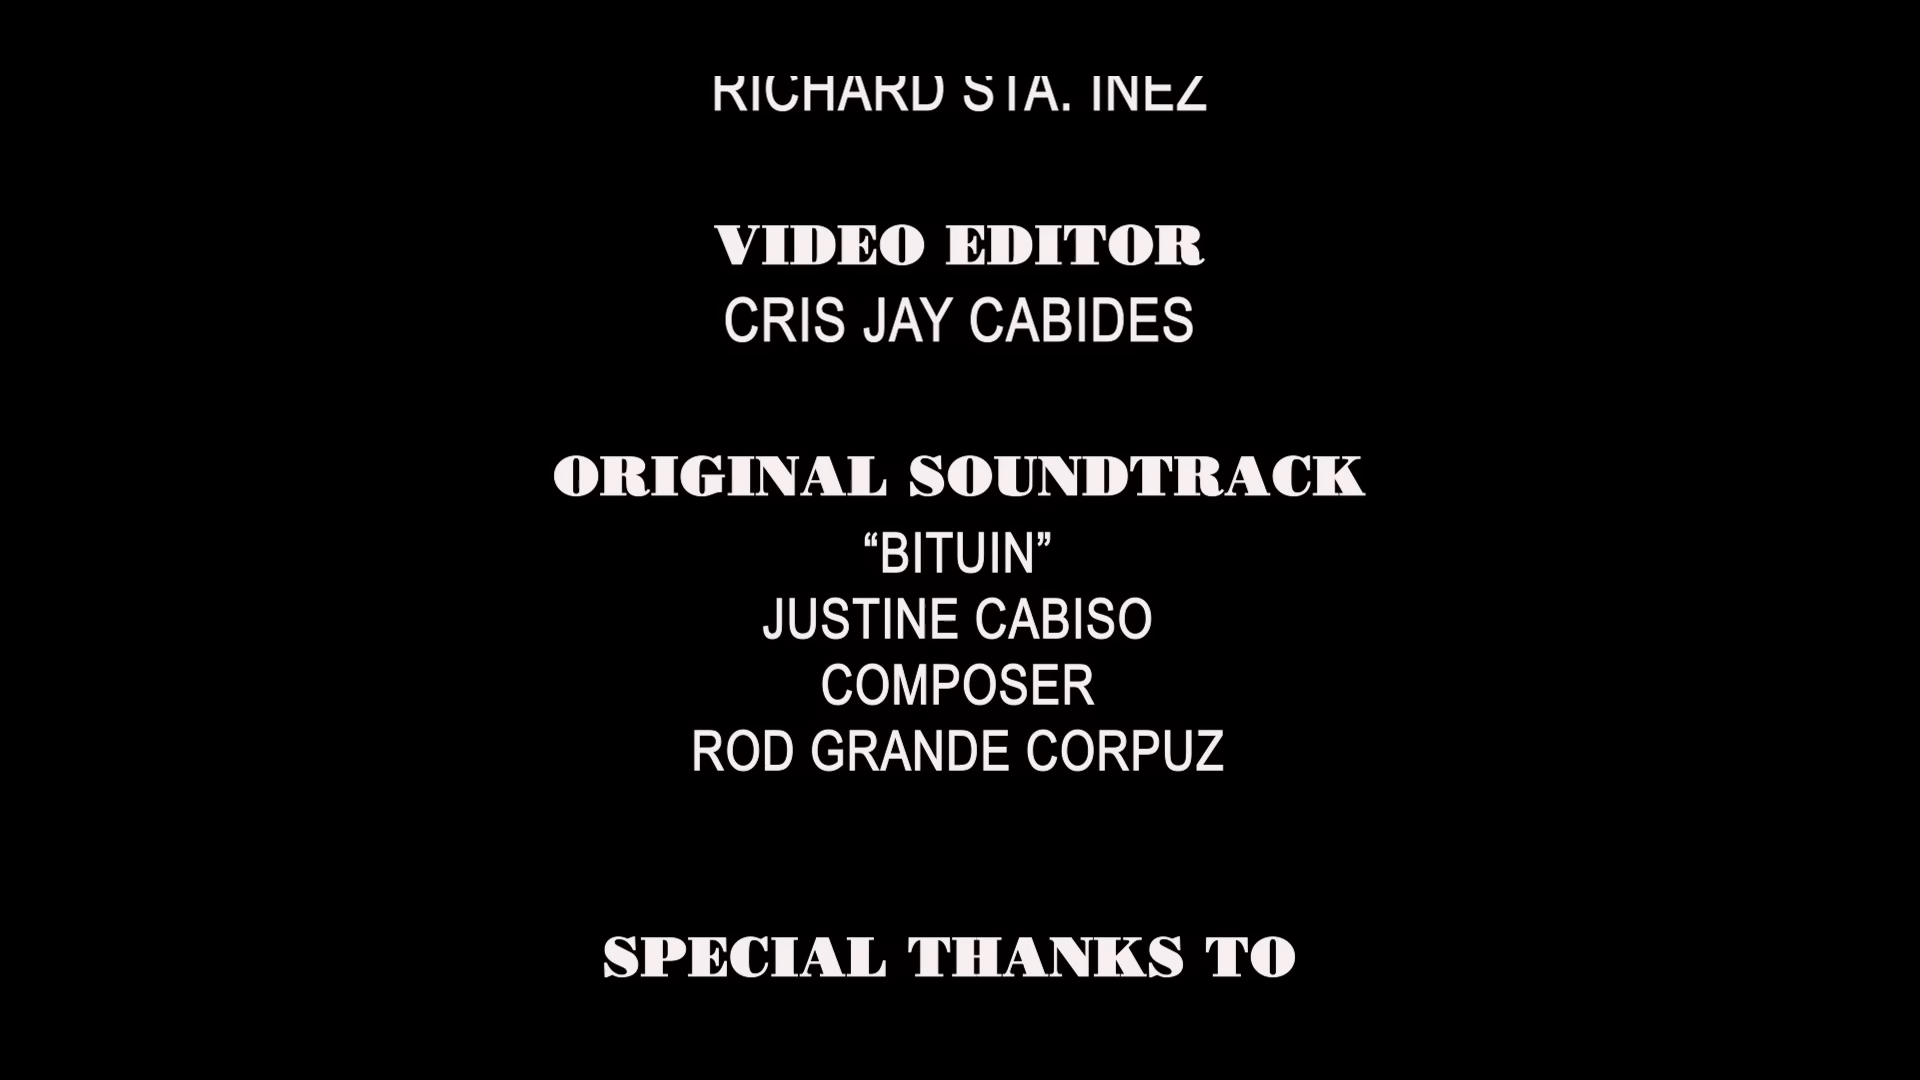 RICHARD STA. INEZ
VIDEO EDITOR
CRIS JAY CABIDES
ORIGINAL SOUNDTRACK
“BITUIN”
JUSTINE CABISO
COMPOSER
ROD GRANDE CORPUZ
SPECIAL THANKS TO